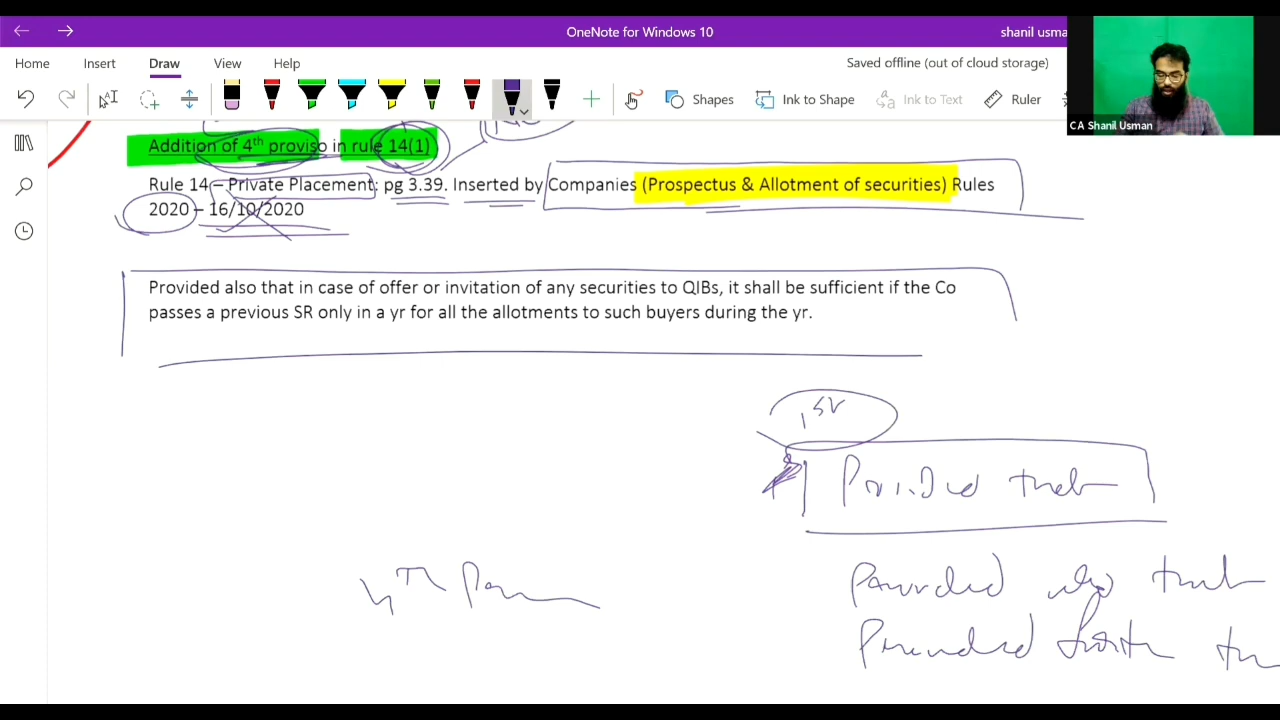 OneNote for Windows 10
shanil usma
Home Insert Draw View Help
Saved offline (out of cloud storage)
Shapes Ink to Shape Ink to Text Ruler
CA Shanil Usman
Addition of 4th proviso in rule 14(1)
Rule 14 – Private Placement: pg 3.39. Inserted by Companies (Prospectus & Allotment of securities) Rules
2020 – 16/10/2020
Provided also that in case of offer or invitation of any securities to QIBs, it shall be sufficient if the Co
passes a previous SR only in a yr for all the allotments to such buyers during the yr.
Provided that
4th
Provided also that
Provided